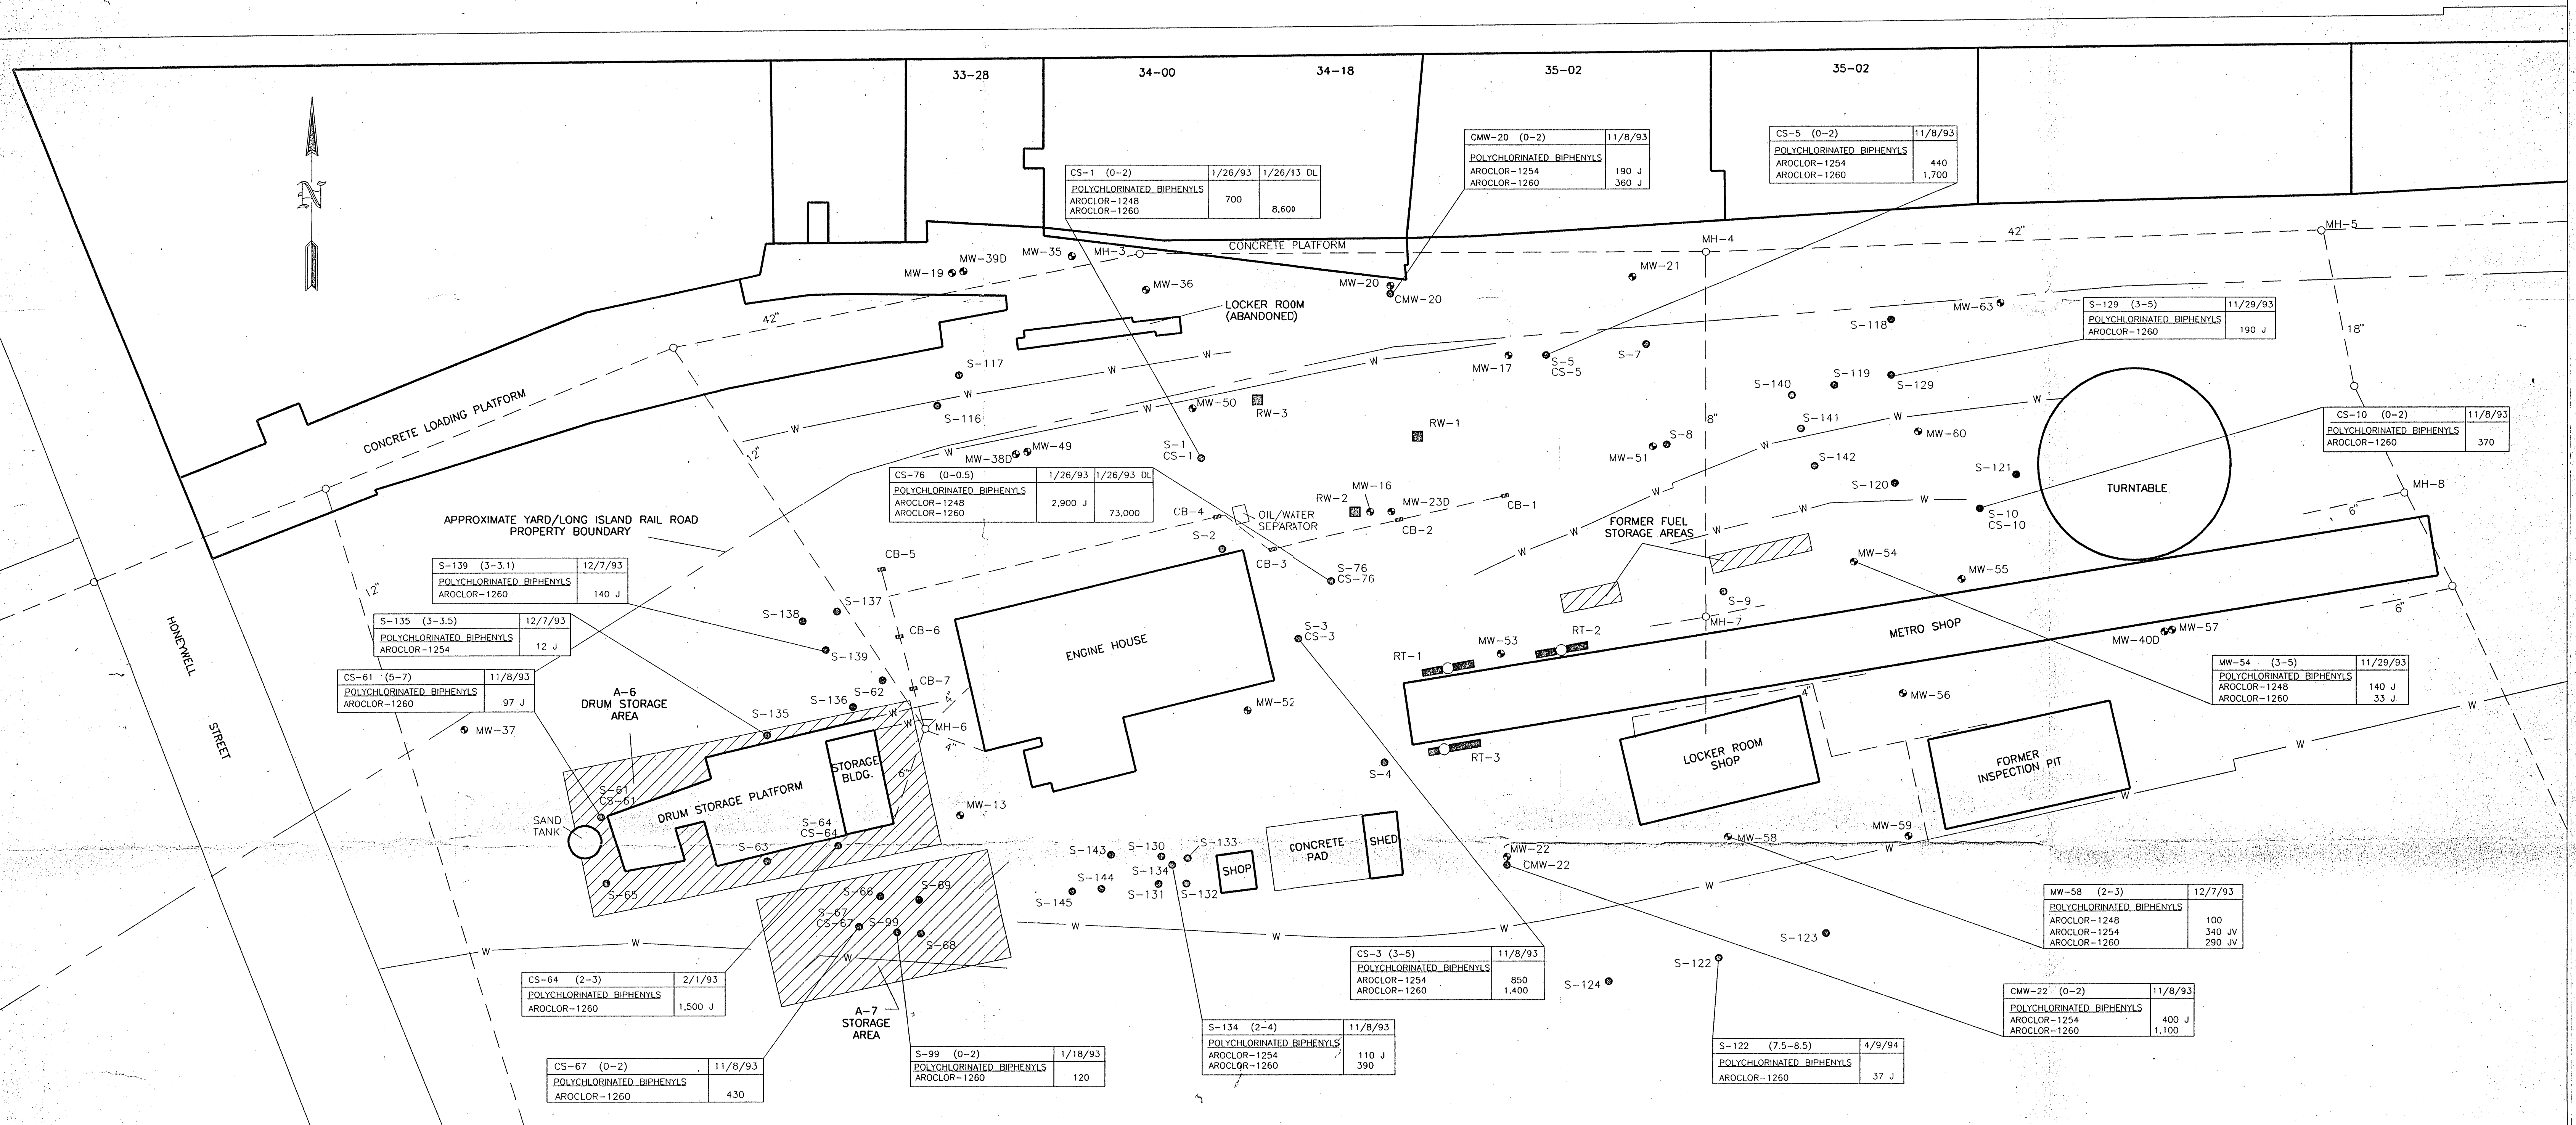 33-28
34-00
34-18
35-02
35-02
N
CS-1 (0-2) 1/26/93 1/26/93 DL
POLYCHLORINATED BIPHENYLS
AROCLOR-1248 700
AROCLOR-1260 8,600
CMW-20 (0-2) 11/8/93
POLYCHLORINATED BIPHENYLS
AROCLOR-1254 190 J
AROCLOR-1260 360 J
CS-5 (0-2) 11/8/93
POLYCHLORINATED BIPHENYLS
AROCLOR-1254 440
AROCLOR-1260 1,700
CONCRETE PLATFORM
MH-3
MH-4
42"
MH-5
MW-19
MW-39D
MW-35
MW-36
MW-20
CMW-20
MW-21
LOCKER ROOM
(ABANDONED)
42"
MW-63
S-118
S-129 (3-5) 11/29/93
POLYCHLORINATED BIPHENYLS
AROCLOR-1260 190 J
18"
S-117
W
W
W
MW-17
S-5
CS-5
S-7
S-119
S-129
S-140
S-116
W
W
W
MW-50
RW-3
CONCRETE LOADING PLATFORM
12"
MW-38D
MW-49
S-1
CS-1
RW-1
MW-51
S-8
8"
S-141
W
W
W
W
W
MW-60
S-142
CS-10 (0-2) 11/8/93
POLYCHLORINATED BIPHENYLS
AROCLOR-1260 370
CS-76 (0-0.5) 1/26/93 1/26/93 DL
POLYCHLORINATED BIPHENYLS
AROCLOR-1248 2,900 J
AROCLOR-1260 73,000
MW-16
RW-2
MW-23D
CB-1
CB-2
CB-3
CB-4
OIL/WATER
SEPARATOR
S-120
S-121
W
W
W
S-10
CS-10
TURNTABLE
MH-8
6"
APPROXIMATE YARD/LONG ISLAND RAIL ROAD
PROPERTY BOUNDARY
FORMER FUEL
STORAGE AREAS
S-2
CB-5
S-76
CS-76
MW-54
MW-55
S-139 (3-3.1) 12/7/93
POLYCHLORINATED BIPHENYLS
AROCLOR-1260 140 J
12"
S-138
S-137
CB-6
S-9
MH-7
6"
S-135 (3-3.5) 12/7/93
POLYCHLORINATED BIPHENYLS
AROCLOR-1254 12 J
S-139
ENGINE HOUSE
S-3
CS-3
MW-53
RT-2
RT-1
METRO SHOP
MW-40D
MW-57
HONEYWELL
STREET
CS-61 (5-7) 11/8/93
POLYCHLORINATED BIPHENYLS
AROCLOR-1260 97 J
S-62
CB-7
MW-54 (3-5) 11/29/93
POLYCHLORINATED BIPHENYLS
AROCLOR-1248 140 J
AROCLOR-1260 33 J
A-6
DRUM STORAGE
AREA
S-136
S-135
4"
W
W
MH-6
4"
6"
MW-52
4"
MW-56
W
W
W
W
MW-37
STORAGE
BLDG.
RT-3
S-4
LOCKER ROOM
SHOP
FORMER
INSPECTION PIT
S-61
CS-61
DRUM STORAGE PLATFORM
SAND
TANK
S-64
CS-64
MW-13
S-63
S-65
S-143
S-130
S-133
S-134
S-144
S-145
S-131
S-132
SHOP
CONCRETE
PAD
SHED
MW-22
CMW-22
MW-58
MW-59
S-66
S-69
S-67
CS-67
S-99
S-68
W
W
W
W
W
W
W
MW-58 (2-3) 12/7/93
POLYCHLORINATED BIPHENYLS
AROCLOR-1248 100
AROCLOR-1254 340 JV
AROCLOR-1260 290 JV
S-123
S-122
S-124
CS-3 (3-5) 11/8/93
POLYCHLORINATED BIPHENYLS
AROCLOR-1254 850
AROCLOR-1260 1,400
CS-64 (2-3) 2/1/93
POLYCHLORINATED BIPHENYLS
AROCLOR-1260 1,500 J
A-7
STORAGE
AREA
CMW-22 (0-2) 11/8/93
POLYCHLORINATED BIPHENYLS
AROCLOR-1254 400 J
AROCLOR-1260 1,100
S-134 (2-4) 11/8/93
POLYCHLORINATED BIPHENYLS
AROCLOR-1254 110 J
AROCLOR-1260 390
CS-67 (0-2) 11/8/93
POLYCHLORINATED BIPHENYLS
AROCLOR-1260 430
S-99 (0-2) 1/18/93
POLYCHLORINATED BIPHENYLS
AROCLOR-1260 120
S-122 (7.5-8.5) 4/9/94
POLYCHLORINATED BIPHENYLS
AROCLOR-1260 37 J